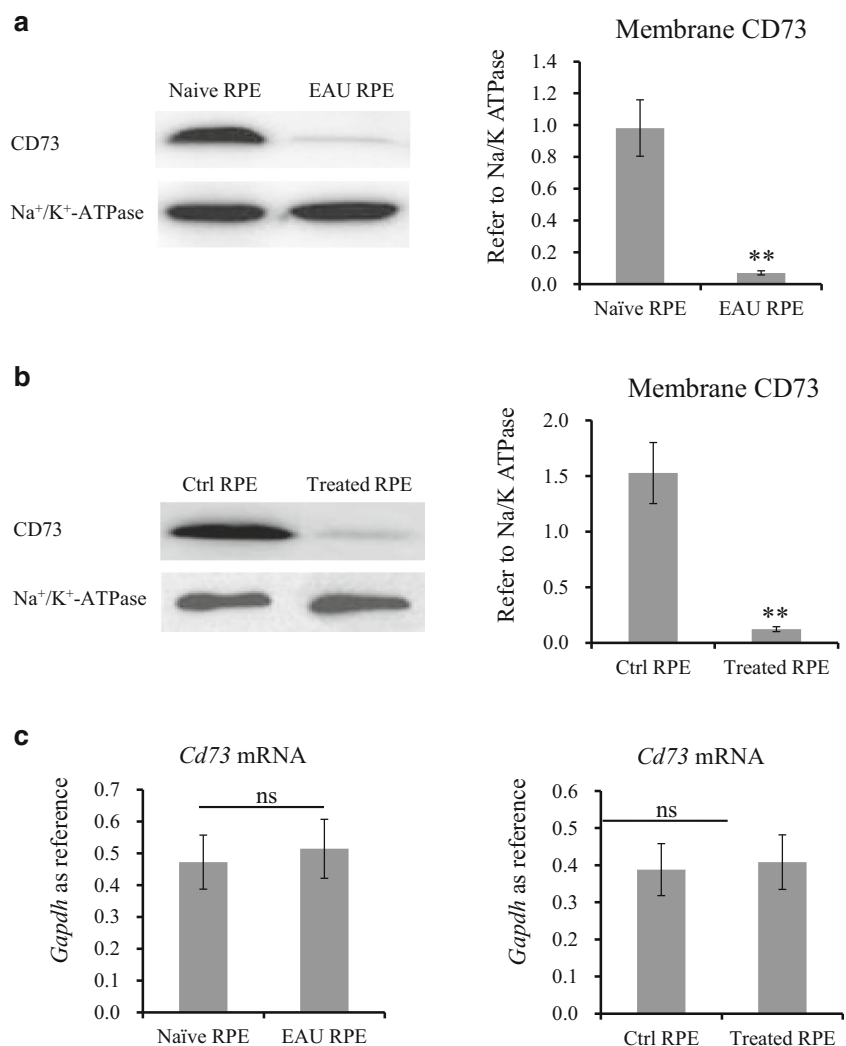 a
Membrane CD73
Naive RPE EAU RPE
CD73
Na⁺/K⁺-ATPase
Refer to Na/K ATPase
1.4
1.2
1.0
0.8
0.6
0.4
0.2
0.0
**
Naïve RPE EAU RPE
b
Membrane CD73
Ctrl RPE Treated RPE
CD73
Na⁺/K⁺-ATPase
Refer to Na/K ATPase
2.0
1.5
1.0
0.5
0.0
**
Ctrl RPE Treated RPE
c
Cd73 mRNA
Gapdh as reference
0.7
0.6
0.5
0.4
0.3
0.2
0.1
0.0
ns
Naïve RPE EAU RPE
Cd73 mRNA
Gapdh as reference
0.6
0.5
0.4
0.3
0.2
0.1
0.0
ns
Ctrl RPE Treated RPE